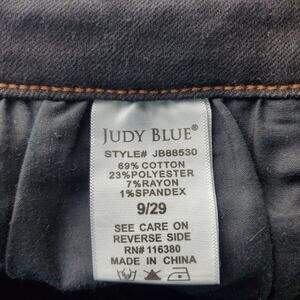 JUDY BLUE®
STYLE# JB88530
69% COTTON
23%POLYESTER
7%RAYON
1%SPANDEX
9/29
SEE CARE ON
REVERSE SIDE
RN# 116380
MADE IN CHINA